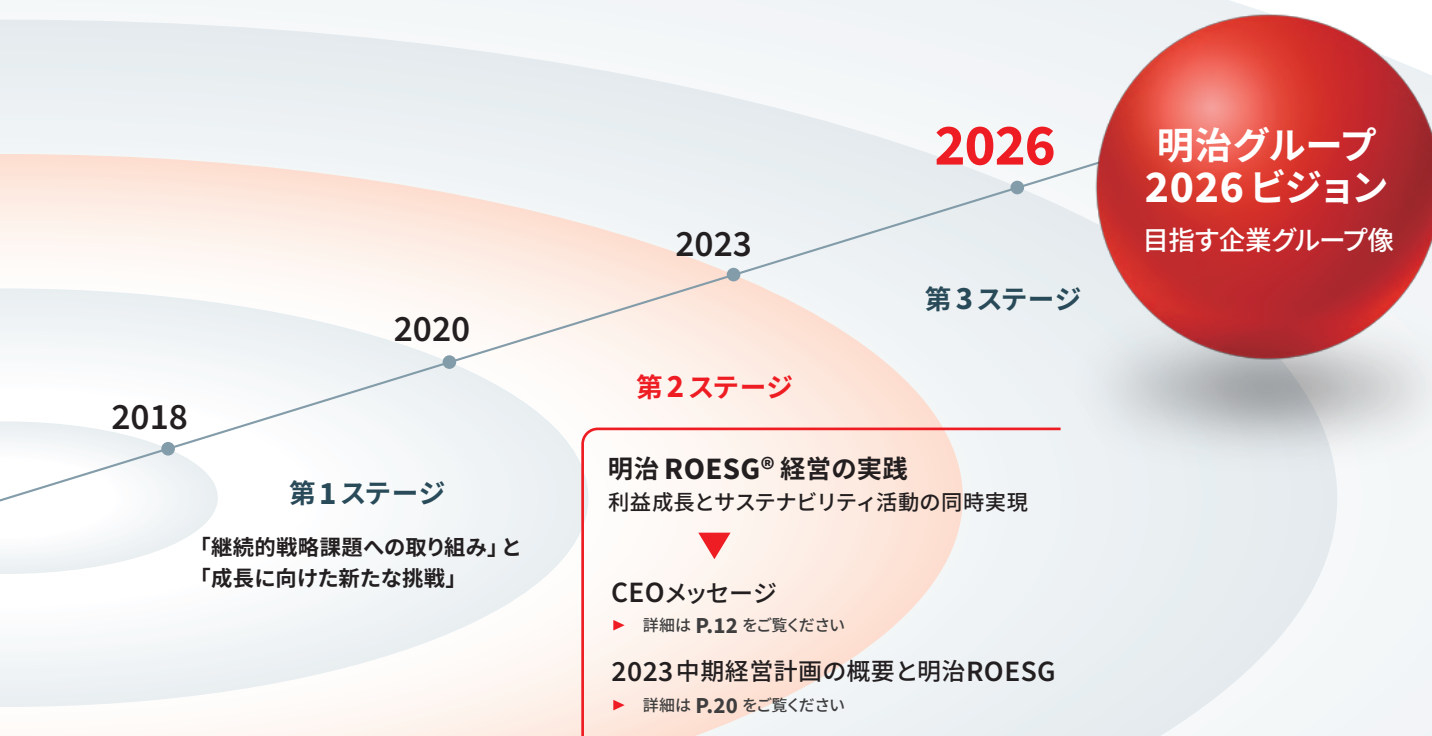 2026
明治グループ
2026ビジョン
目指す企業グループ像
2023
第3ステージ
2020
第2ステージ
2018
第1ステージ
「継続的戦略課題への取り組み」と
「成長に向けた新たな挑戦」
明治 ROESG® 経営の実践
利益成長とサステナビリティ活動の同時実現
▼
CEOメッセージ
▶ 詳細は P.12 をご覧ください
2023中期経営計画の概要と明治ROESG
▶ 詳細は P.20 をご覧ください